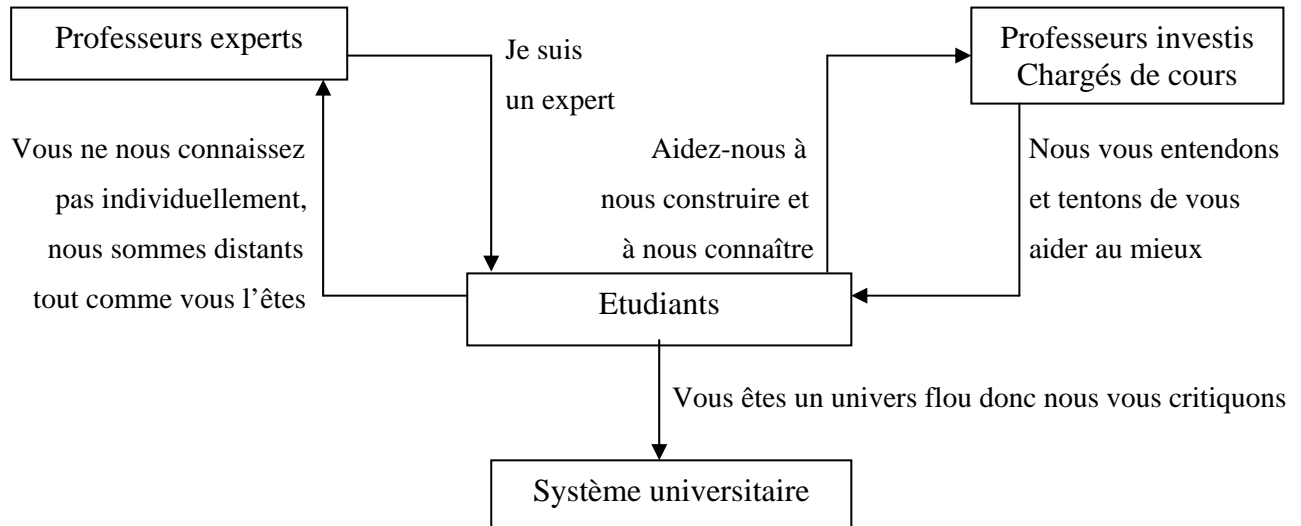 Professeurs experts
Je suis
un expert
Professeurs investis
Chargés de cours
Vous ne nous connaissez
pas individuellement,
nous sommes distants
tout comme vous l’êtes
Aidez-nous à
nous construire et
à nous connaître
Nous vous entendons
et tentons de vous
aider au mieux
Etudiants
Vous êtes un univers flou donc nous vous critiquons
Système universitaire